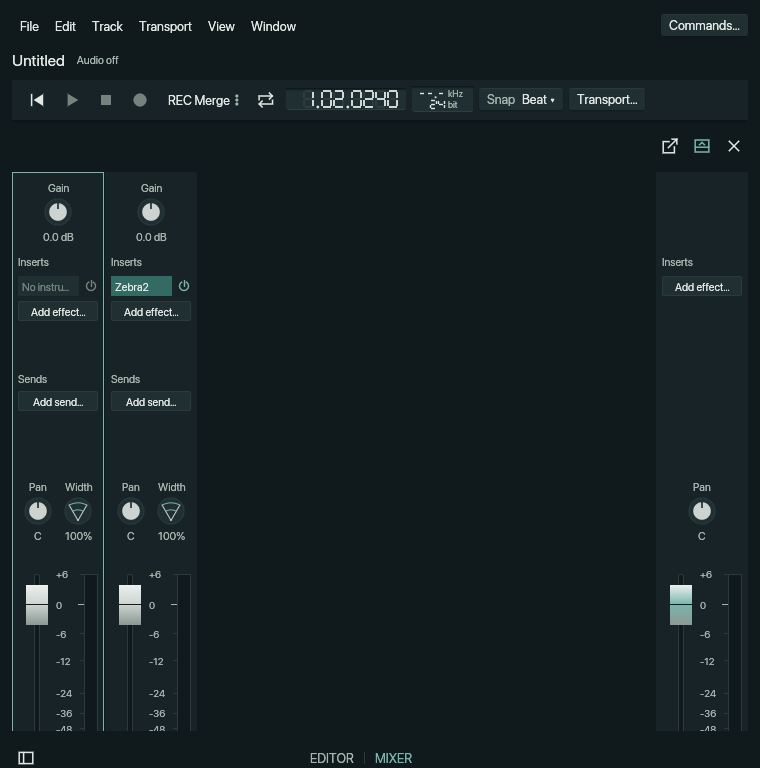 File Edit Track Transport View Window Commands...
Untitled Audio off
REC Merge 1.02.0240 --.- kHz Snap Beat Transport...
24 bit
Gain Gain
0.0 dB 0.0 dB
Inserts Inserts Inserts
No instru... Zebra2 Add effect...
Add effect... Add effect...
Sends Sends
Add send... Add send...
Pan Width Pan Width Pan
C 100% C 100% C
+6 +6 +6
0 0 0
-6 -6 -6
-12 -12 -12
-24 -24 -24
-36 -36 -36
-48 -48 -48
EDITOR MIXER